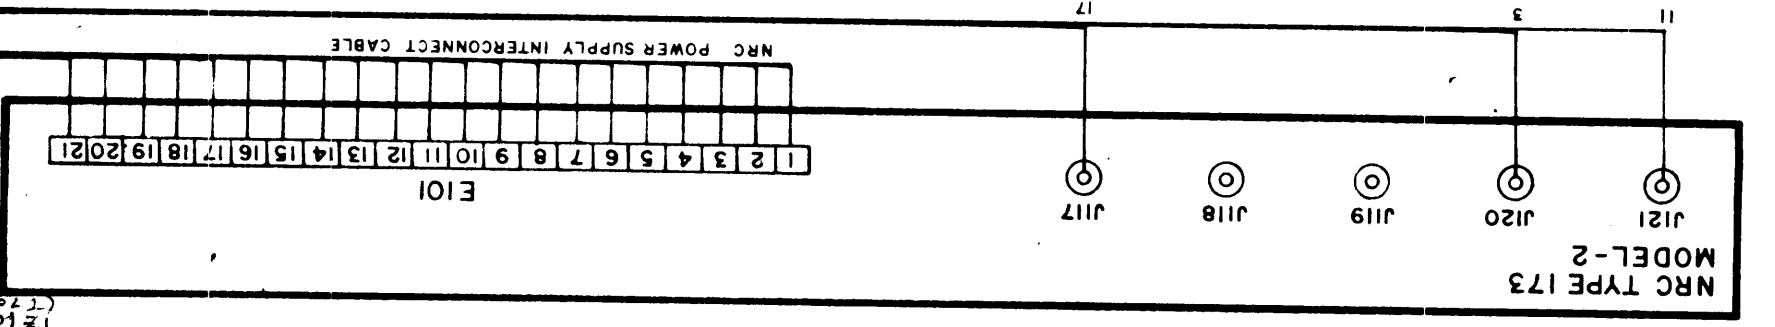 NRC TYPE 173
MODEL-2
J121 J120 J119 J118 J117
E101
1 2 3 4 5 6 7 8 9 10 11 12 13 14 15 16 17 18 19 20 21
NRC POWER SUPPLY INTERCONNECT CABLE
11 3 17